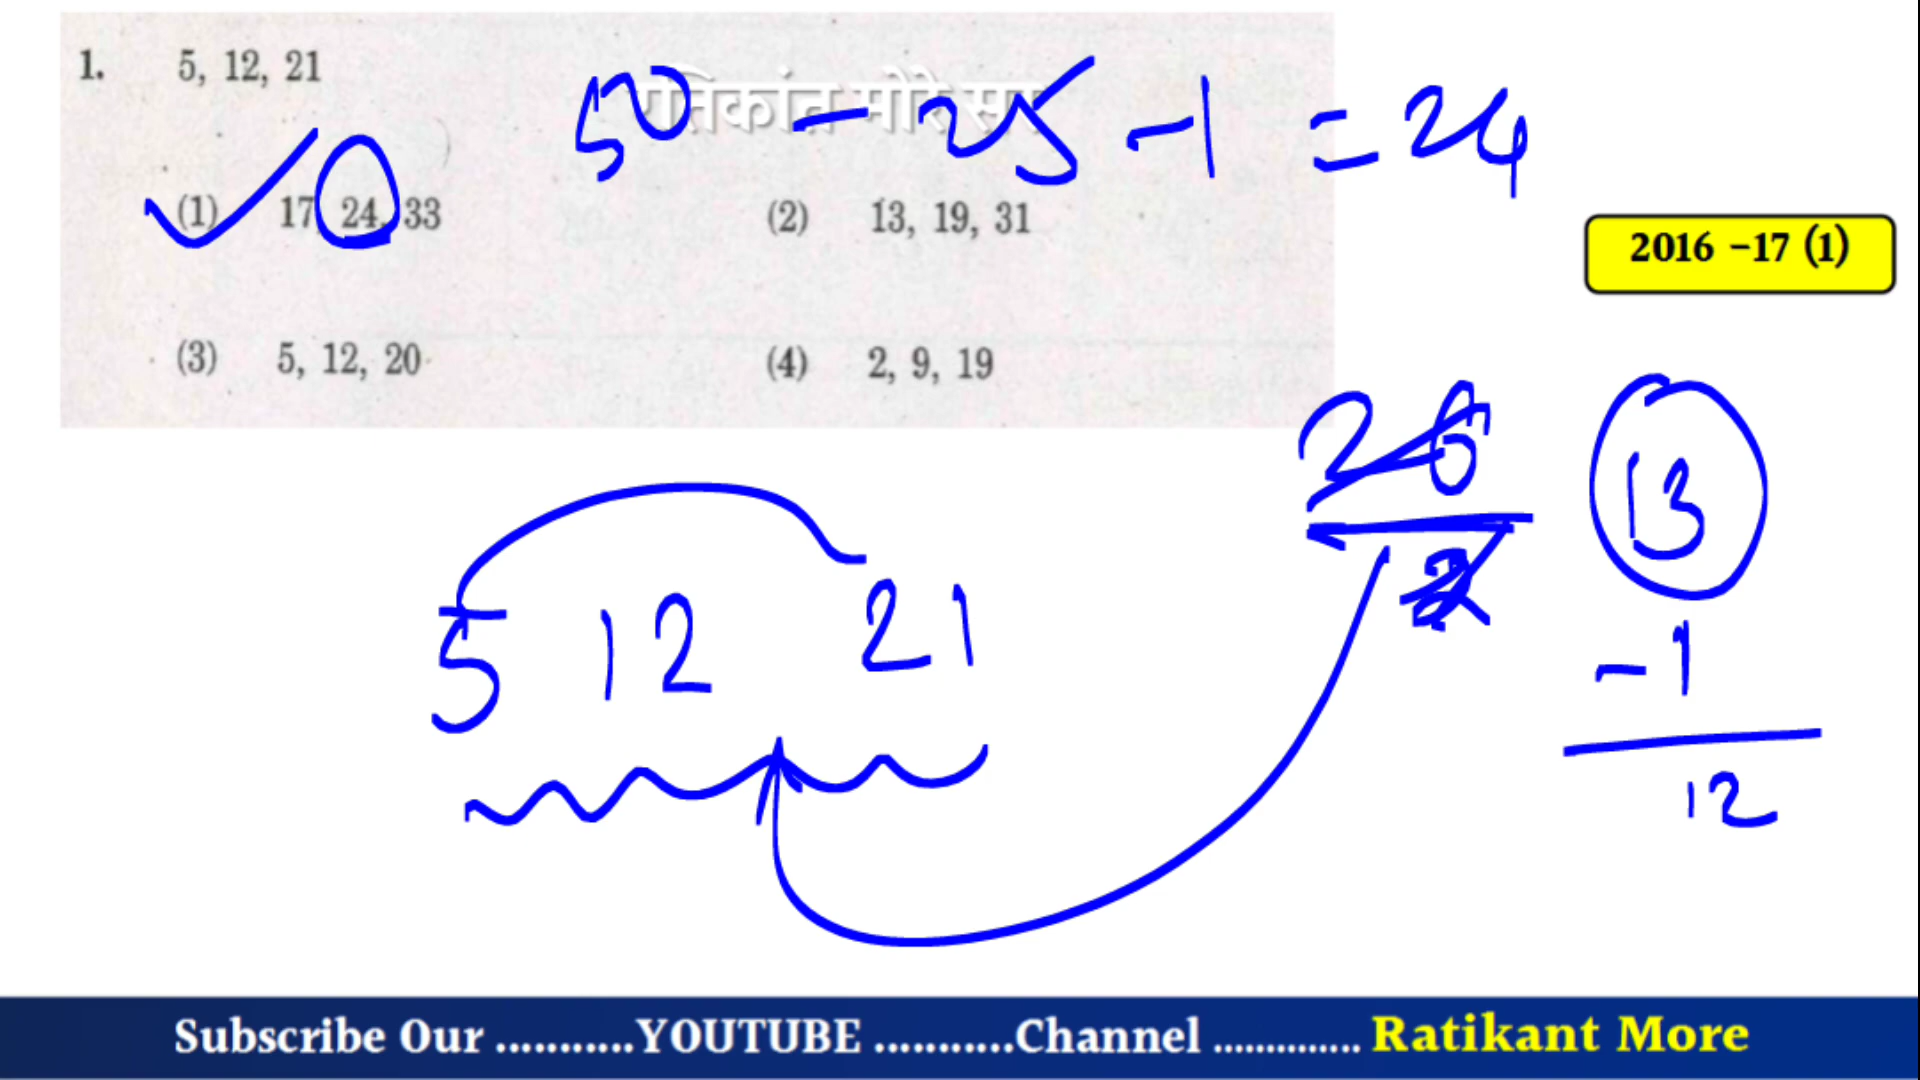 1. 5, 12, 21
रतिकांत मोरे सर
50 – 25 – 1 = 24
(1) 17, 24, 33 (2) 13, 19, 31
2016 –17 (1)
(3) 5, 12, 20 (4) 2, 9, 19
26 13
2
5 12 21
– 1
12
Subscribe Our ...........YOUTUBE ...........Channel .............. Ratikant More